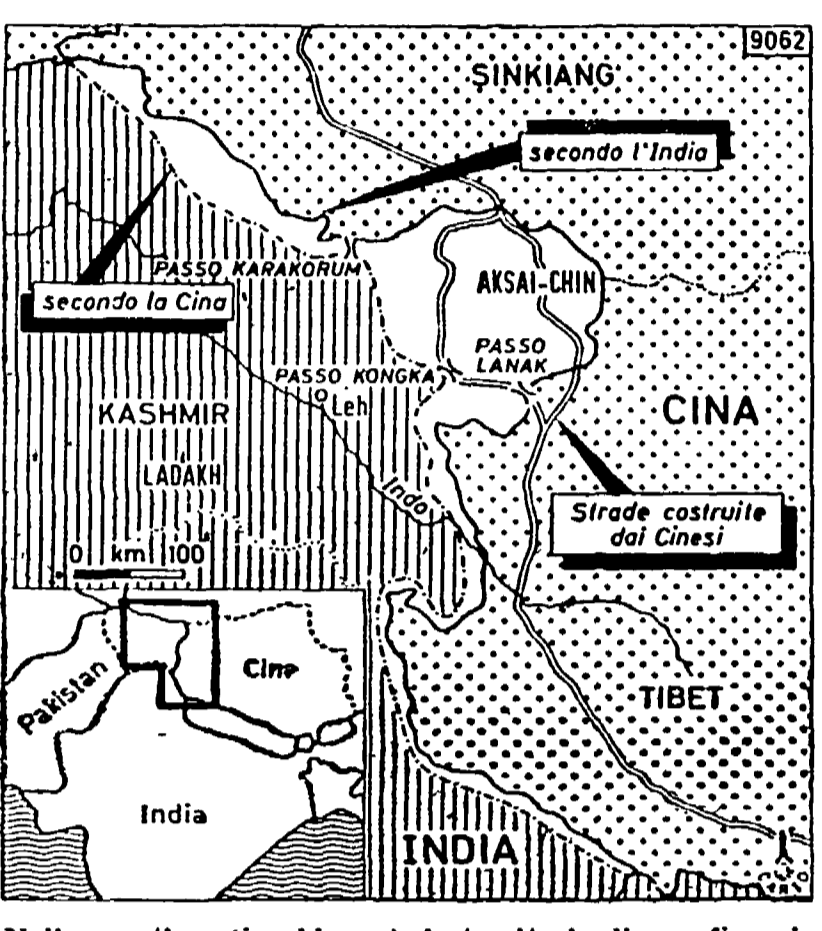 9062
SINKIANG
secondo l'India
PASSO KARAKORUM
secondo la Cina
AKSAI-CHIN
PASSO
LANAK
PASSO KONGKA
Leh
KASHMIR
CINA
LADAKH
Indo
Strade costruite
dai Cinesi
0 km 100
Pakistan
Cina
India
TIBET
INDIA